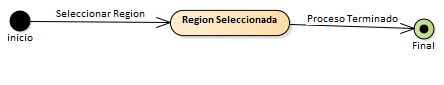 Seleccionar Region
Region Seleccionada
Proceso Terminado
inicio
Final